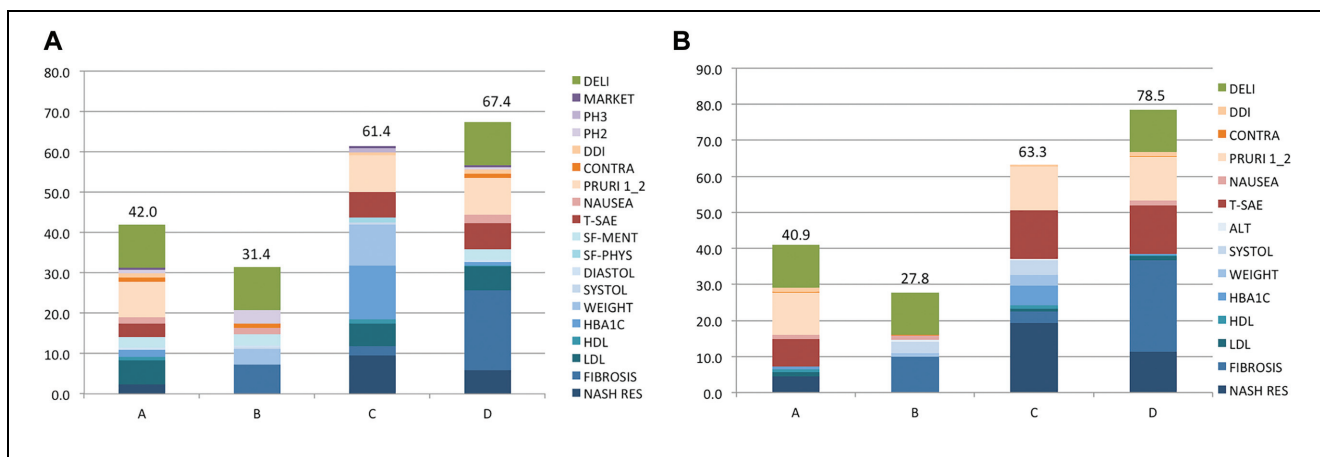 A
80.0
70.0
60.0
50.0
40.0
30.0
20.0
10.0
0.0
42.0
31.4
61.4
67.4
A
B
C
D
DELI
MARKET
PH3
PH2
DDI
CONTRA
PRURI 1_2
NAUSEA
T-SAE
SF-MENT
SF-PHYS
DIASTOL
SYSTOL
WEIGHT
HBA1C
HDL
LDL
FIBROSIS
NASH RES
B
90.0
80.0
70.0
60.0
50.0
40.0
30.0
20.0
10.0
0.0
40.9
27.8
63.3
78.5
A
B
C
D
DELI
DDI
CONTRA
PRURI 1_2
NAUSEA
T-SAE
ALT
SYSTOL
WEIGHT
HBA1C
HDL
LDL
FIBROSIS
NASH RES